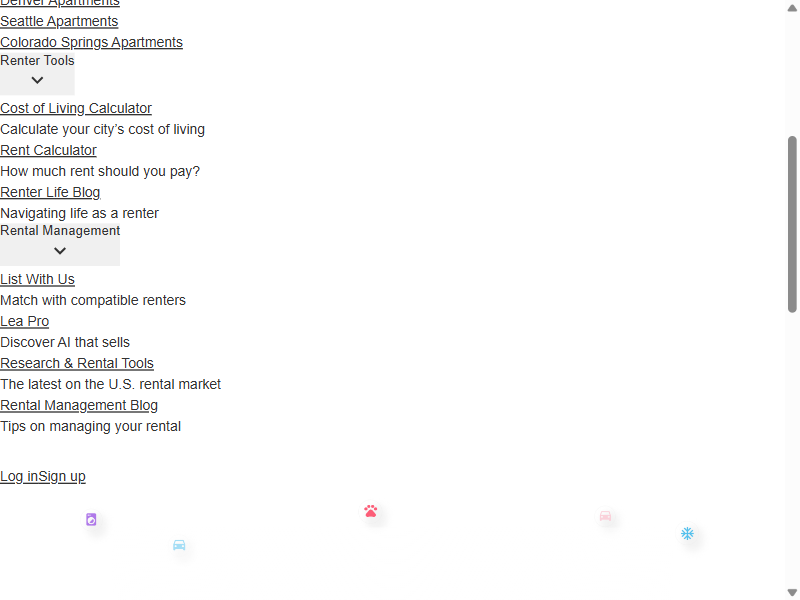 Denver Apartments
Seattle Apartments
Colorado Springs Apartments
Renter Tools
Cost of Living Calculator
Calculate your city’s cost of living
Rent Calculator
How much rent should you pay?
Renter Life Blog
Navigating life as a renter
Rental Management
List With Us
Match with compatible renters
Lea Pro
Discover AI that sells
Research & Rental Tools
The latest on the U.S. rental market
Rental Management Blog
Tips on managing your rental
Log inSign up